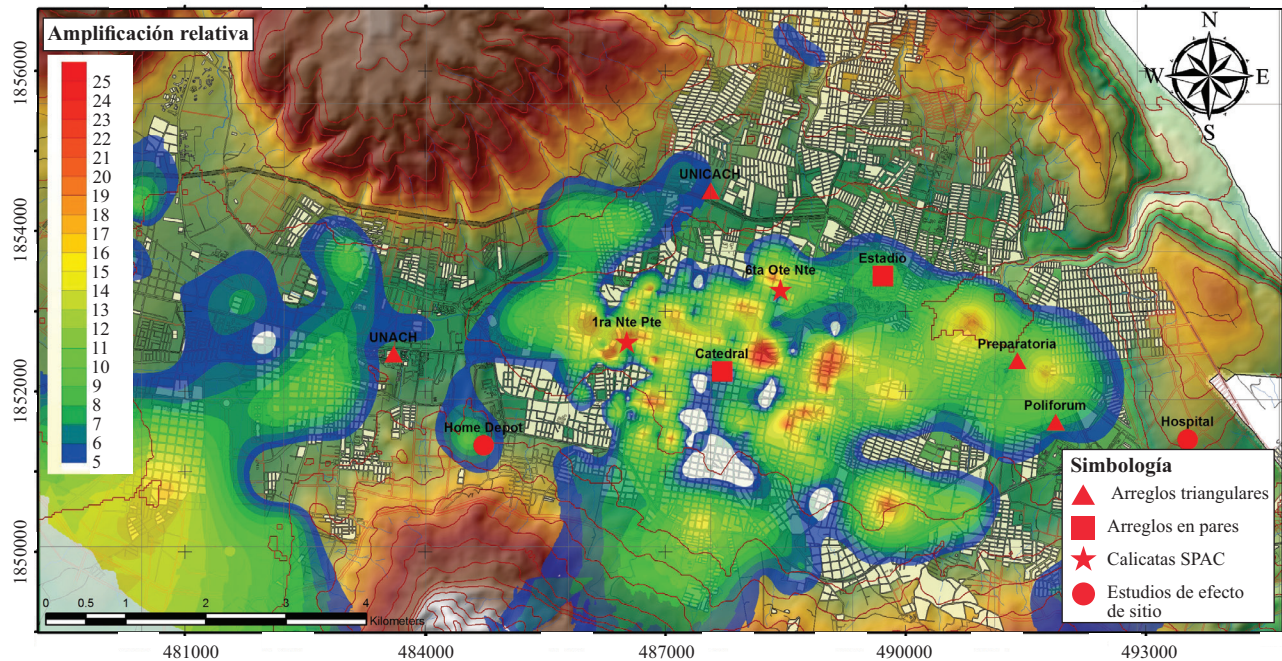 Amplificación relativa
25
24
23
22
21
20
19
18
17
16
15
14
13
12
11
10
9
8
7
6
5
N
W
E
S
1856000
1854000
1852000
1850000
UNICACH
6ta Ote Nte
Estadio
1ra Nte Pte
UNACH
Catedral
Preparatoria
Poliforum
Hospital
Home Depot
Simbología
Arreglos triangulares
Arreglos en pares
Calicatas SPAC
Estudios de efecto
de sitio
0 0.5 1 2 3 4
Kilometers
481000 484000 487000 490000 493000